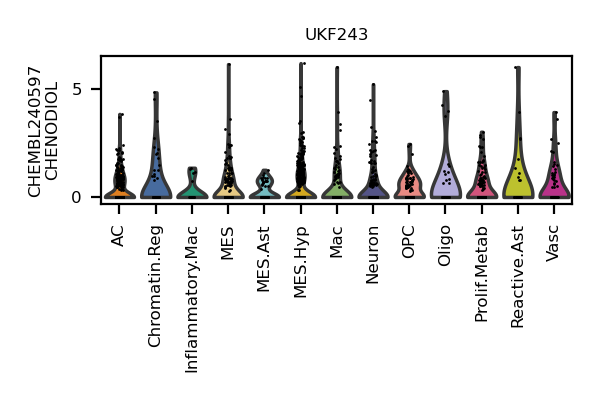 UKF243
CHEMBL240597
CHENODIOL
5
0
AC
Chromatin.Reg
Inflammatory.Mac
MES
MES.Ast
MES.Hyp
Mac
Neuron
OPC
Oligo
Prolif.Metab
Reactive.Ast
Vasc